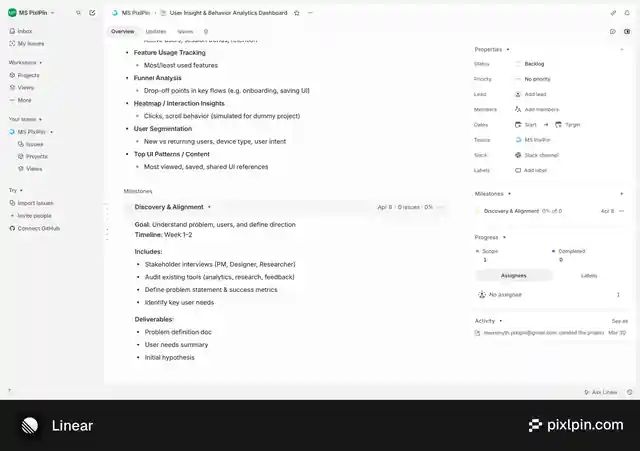 MS PixlPin
Inbox
My issues
Workspace
Projects
Views
More
Your teams
MS PixlPin
Issues
Projects
Views
Try
Import issues
Invite people
Connect GitHub
MS PixlPin › User Insight & Behavior Analytics Dashboard
Overview Updates Issues
Active users, session trends, retention
Feature Usage Tracking
Most/least used features
Funnel Analysis
Drop-off points in key flows (e.g. onboarding, saving UI)
Heatmap / Interaction Insights
Clicks, scroll behavior (simulated for dummy project)
User Segmentation
New vs returning users, device type, user intent
Top UI Patterns / Content
Most viewed, saved, shared UI references
Milestones
Discovery & Alignment Apr 8 · 0 issues · 0%
Goal: Understand problem, users, and define direction
Timeline: Week 1–2
Includes:
Stakeholder interviews (PM, Designer, Researcher)
Audit existing tools (analytics, research, feedback)
Define problem statement & success metrics
Identify key user needs
Deliverables:
Problem definition doc
User needs summary
Initial hypothesis
Properties
Status Backlog
Priority No priority
Lead Add lead
Members Add members
Dates Start → Target
Teams MS PixlPin
Slack Slack channel
Labels Add label
Milestones
Discovery & Alignment 0% of 0 Apr 8
Progress
Scope Completed
1 0
Assignees Labels
No assignee 1
Activity See all
created the project Mar 30
Ask Linear
Linear
pixlpin.com